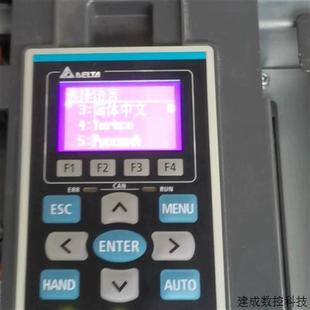 DELTA
选择语言
3:简体中文
4:Turkce
5:Русский
F1 F2 F3 F4
ERR CAN RUN
ESC MENU
ENTER
HAND AUTO
建成数控科技